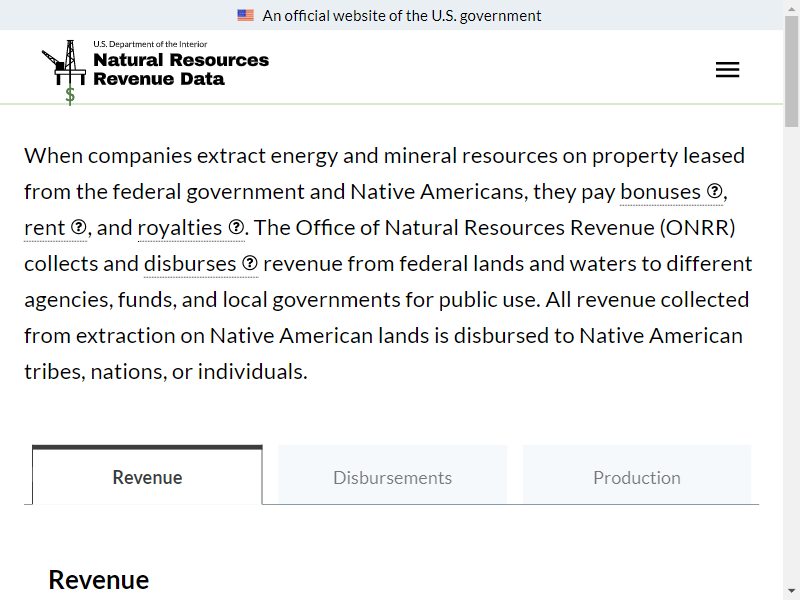 An official website of the U.S. government
U.S. Department of the Interior
Natural Resources
Revenue Data
$
When companies extract energy and mineral resources on property leased
from the federal government and Native Americans, they pay bonuses ?,
rent ?, and royalties ?. The Office of Natural Resources Revenue (ONRR)
collects and disburses ? revenue from federal lands and waters to different
agencies, funds, and local governments for public use. All revenue collected
from extraction on Native American lands is disbursed to Native American
tribes, nations, or individuals.
Revenue Disbursements Production
Revenue